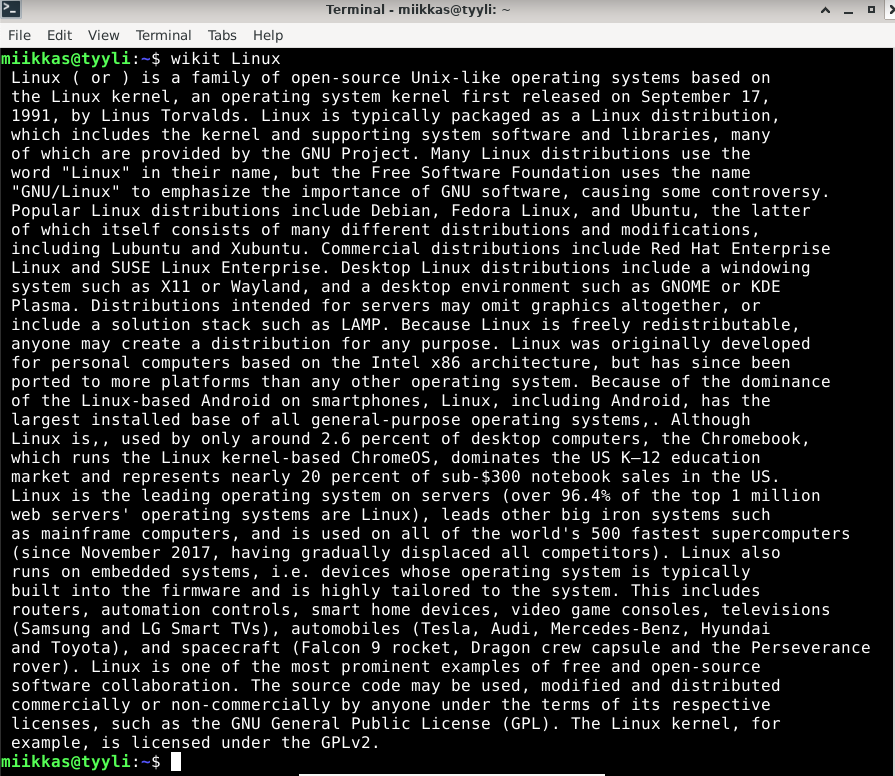 Terminal - miikkas@tyyli: ~
File Edit View Terminal Tabs Help
miikkas@tyyli:~$ wikit Linux
Linux ( or ) is a family of open-source Unix-like operating systems based on
the Linux kernel, an operating system kernel first released on September 17,
1991, by Linus Torvalds. Linux is typically packaged as a Linux distribution,
which includes the kernel and supporting system software and libraries, many
of which are provided by the GNU Project. Many Linux distributions use the
word "Linux" in their name, but the Free Software Foundation uses the name
"GNU/Linux" to emphasize the importance of GNU software, causing some controversy.
Popular Linux distributions include Debian, Fedora Linux, and Ubuntu, the latter
of which itself consists of many different distributions and modifications,
including Lubuntu and Xubuntu. Commercial distributions include Red Hat Enterprise
Linux and SUSE Linux Enterprise. Desktop Linux distributions include a windowing
system such as X11 or Wayland, and a desktop environment such as GNOME or KDE
Plasma. Distributions intended for servers may omit graphics altogether, or
include a solution stack such as LAMP. Because Linux is freely redistributable,
anyone may create a distribution for any purpose. Linux was originally developed
for personal computers based on the Intel x86 architecture, but has since been
ported to more platforms than any other operating system. Because of the dominance
of the Linux-based Android on smartphones, Linux, including Android, has the
largest installed base of all general-purpose operating systems,. Although
Linux is,, used by only around 2.6 percent of desktop computers, the Chromebook,
which runs the Linux kernel-based ChromeOS, dominates the US K–12 education
market and represents nearly 20 percent of sub-$300 notebook sales in the US.
Linux is the leading operating system on servers (over 96.4% of the top 1 million
web servers' operating systems are Linux), leads other big iron systems such
as mainframe computers, and is used on all of the world's 500 fastest supercomputers
(since November 2017, having gradually displaced all competitors). Linux also
runs on embedded systems, i.e. devices whose operating system is typically
built into the firmware and is highly tailored to the system. This includes
routers, automation controls, smart home devices, video game consoles, televisions
(Samsung and LG Smart TVs), automobiles (Tesla, Audi, Mercedes-Benz, Hyundai
and Toyota), and spacecraft (Falcon 9 rocket, Dragon crew capsule and the Perseverance
rover). Linux is one of the most prominent examples of free and open-source
software collaboration. The source code may be used, modified and distributed
commercially or non-commercially by anyone under the terms of its respective
licenses, such as the GNU General Public License (GPL). The Linux kernel, for
example, is licensed under the GPLv2.
miikkas@tyyli:~$